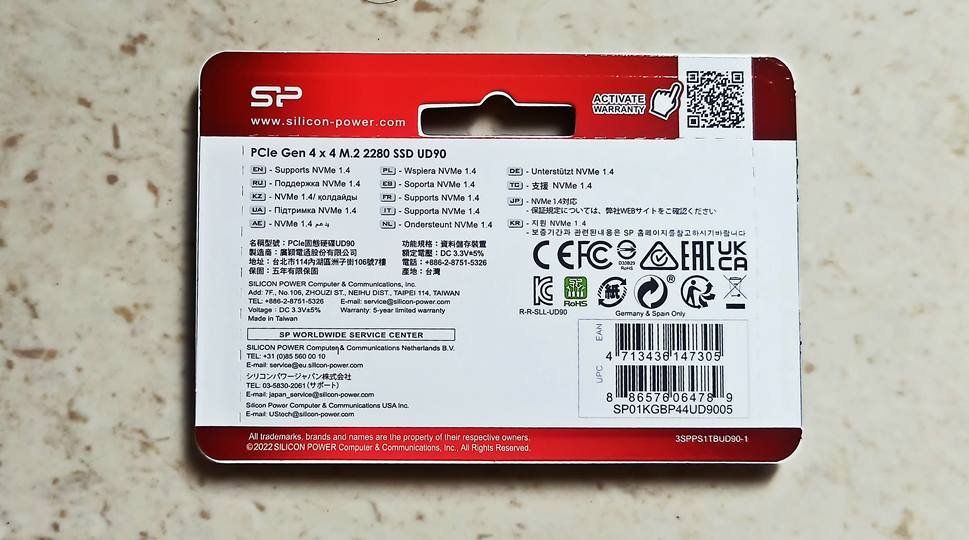 SP
www.silicon-power.com
ACTIVATE
WARRANTY
PCIe Gen 4 x 4 M.2 2280 SSD UD90
EN - Supports NVMe 1.4
RU - Поддержка NVMe 1.4
KZ - NVMe 1.4/ қолдайды
UA - Підтримка NVMe 1.4
AE - NVMe 1.4 يدعم
PL - Wspiera NVMe 1.4
ES - Soporta NVMe 1.4
FR - Supports NVMe 1.4
IT - Supporta NVMe 1.4
NL - Ondersteunt NVMe 1.4
DE - Unterstützt NVMe 1.4
TC - 支援 NVMe 1.4
JP - NVMe 1.4対応
- 保証規定については、弊社WEBサイトをご確認ください
KR - 지원 NVMe 1.4
- 보증기간과 관련된내용은 SP 홈페이지를참고하시기바랍니다
名稱型號：PCIe固態硬碟UD90
製造商：廣穎電通股份有限公司
地址：台北市114內湖區洲子街106號7樓
保固：五年有限保固
功能規格：資料儲存裝置
額定電壓：DC 3.3V±5%
電話：+886-2-8751-5326
產地：台灣
SILICON POWER Computer & Communications, Inc.
Add: 7F., No.106, ZHOUZI ST., NEIHU DIST., TAIPEI 114, TAIWAN
TEL: +886-2-8751-5326 E-mail: service@silicon-power.com
Voltage : DC 3.3V±5% Warranty: 5-year limited warranty
Made in Taiwan
SP WORLDWIDE SERVICE CENTER
SILICON POWER Computer & Communications Netherlands B.V.
TEL: +31 (0)85 560 00 10
E-mail: service@eu.silicon-power.com
シリコンパワージャパン株式会社
TEL: 03-5830-2061 (サポート)
E-mail: japan_service@silicon-power.com
Silicon Power Computer & Communications USA Inc.
E-mail: UStech@silicon-power.com
CE FC D33B29 RoHS EAC UK CA
R-R-SLL-UD90
SP
RoHS
紙
Germany & Spain Only
EAN
4 713436 147305
UPC
8 86576 06478 9
SP01KGBP44UD9005
All trademarks, brands and names are the property of their respective owners.
©2022 SILICON POWER Computer & Communications, Inc., All Rights Reserved.
3SPPS1TBUD90-1